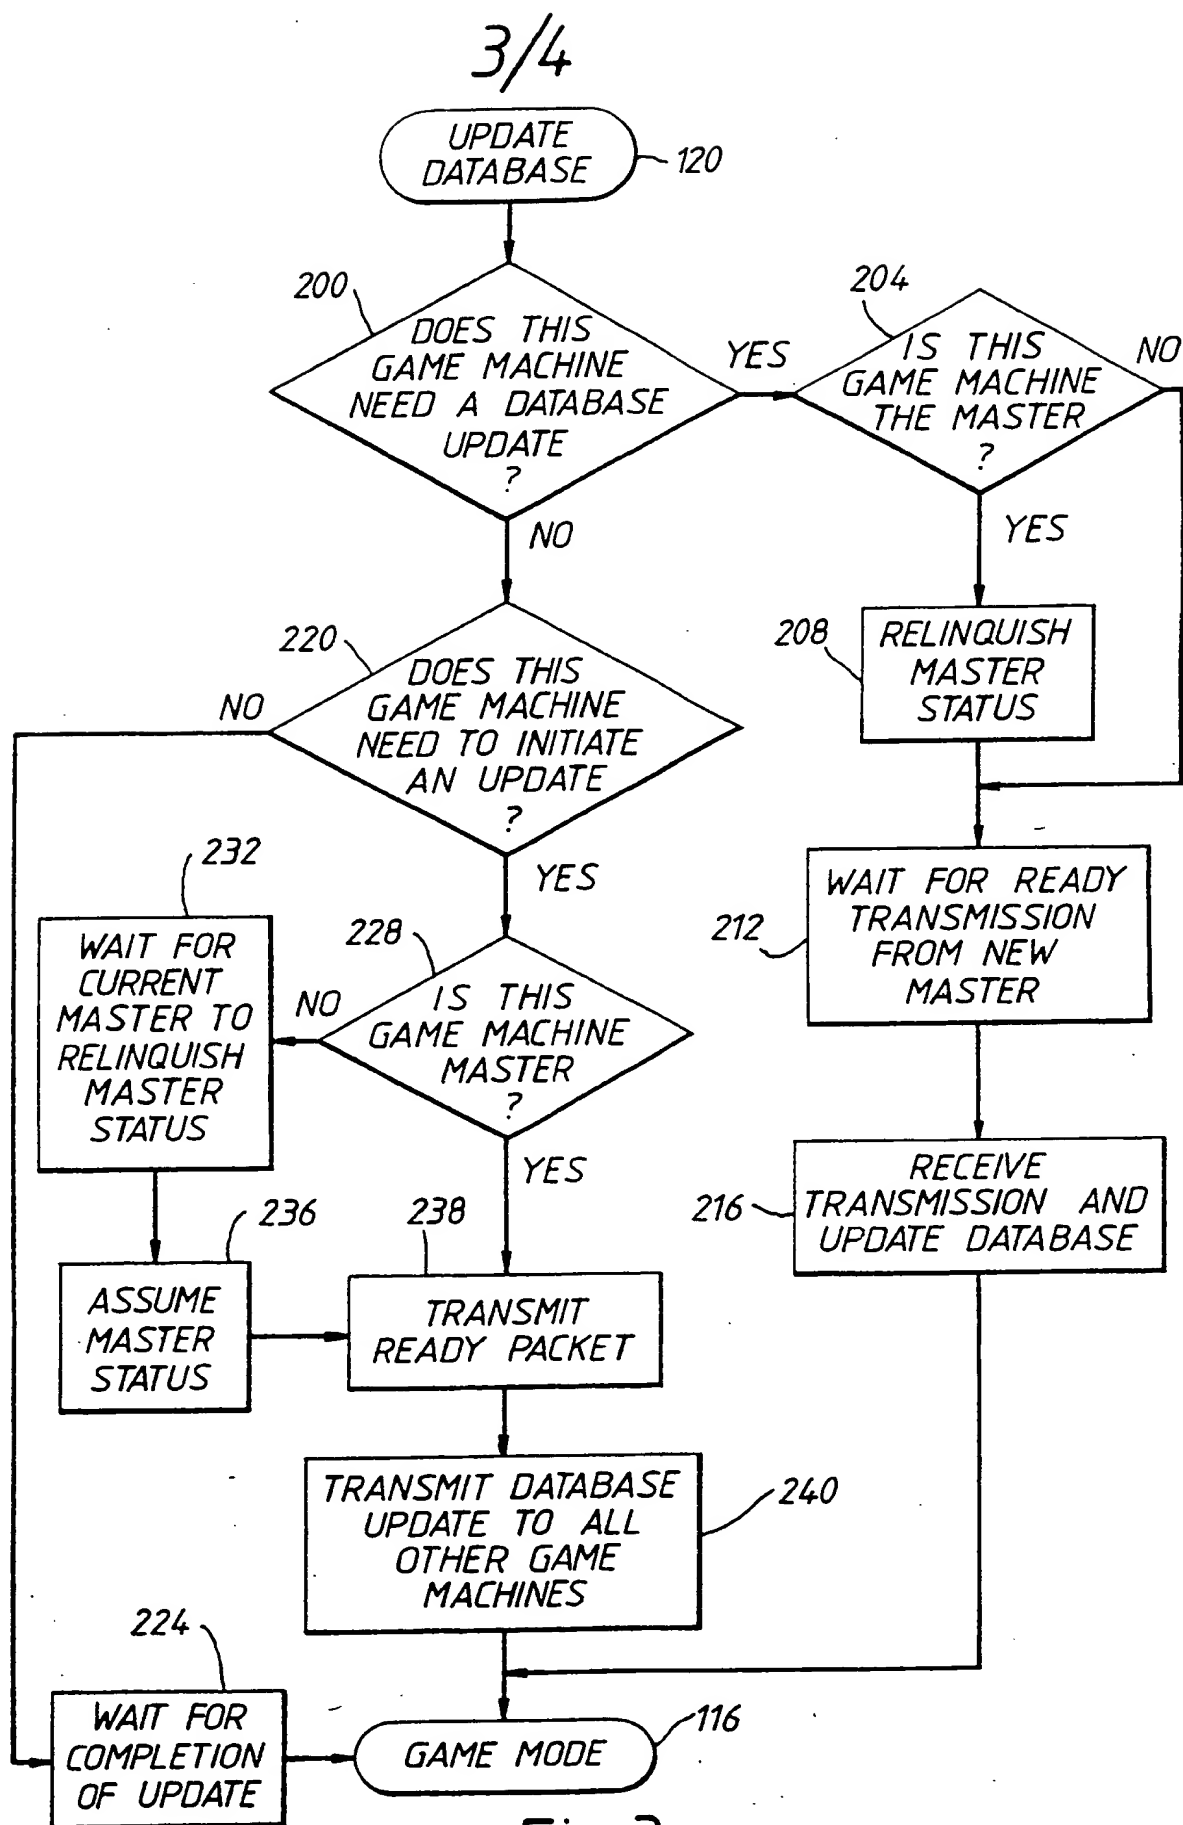 3/4
UPDATE
DATABASE
120
200
DOES THIS
GAME MACHINE
NEED A DATABASE
UPDATE
?
YES
NO
204
IS THIS
GAME MACHINE
THE MASTER
?
NO
YES
208
RELINQUISH
MASTER
STATUS
220
DOES THIS
GAME MACHINE
NEED TO INITIATE
AN UPDATE
?
NO
YES
212
WAIT FOR READY
TRANSMISSION
FROM NEW
MASTER
232
WAIT FOR
CURRENT
MASTER TO
RELINQUISH
MASTER
STATUS
228
IS THIS
GAME MACHINE
MASTER
?
NO
YES
216
RECEIVE
TRANSMISSION AND
UPDATE DATABASE
236
ASSUME
MASTER
STATUS
238
TRANSMIT
READY PACKET
TRANSMIT DATABASE
UPDATE TO ALL
OTHER GAME
MACHINES
240
224
WAIT FOR
COMPLETION
OF UPDATE
GAME MODE
116